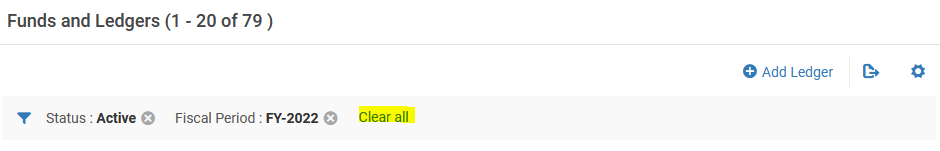 Funds and Ledgers (1 - 20 of 79 )
Add Ledger
Status : Active Fiscal Period : FY-2022 Clear all